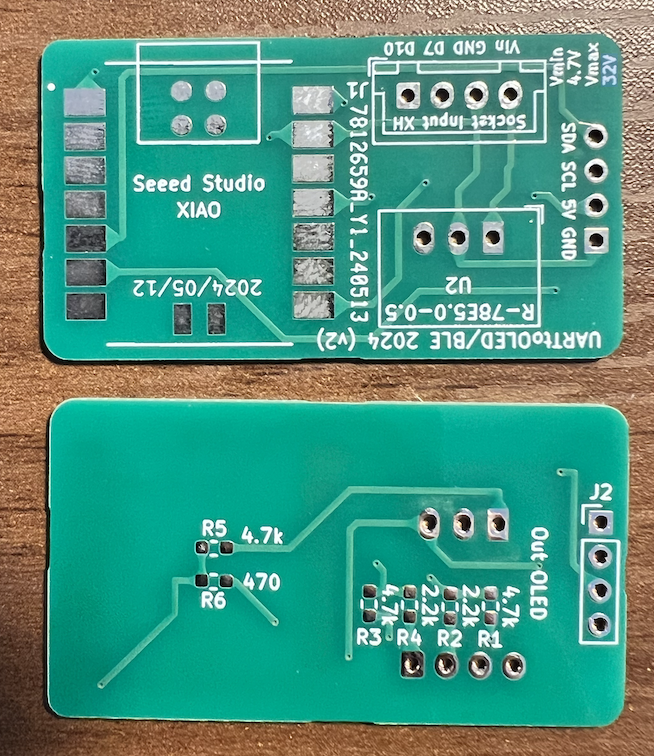 Vin GND D7 D10
Vmin
4.7V
Vmax
32V
J1
7812659A_Y1_240513
Socket Input XH
SDA SCL 5V GND
Seeed Studio
XIAO
2024/05/12
U2
R-78E5.0-0.5
UARTtoOLED/BLE 2024 (v2)
J2
R5 4.7k
470
R6
Out OLED
4.7k
2.2k
2.2k
4.7k
R3 R4 R2 R1